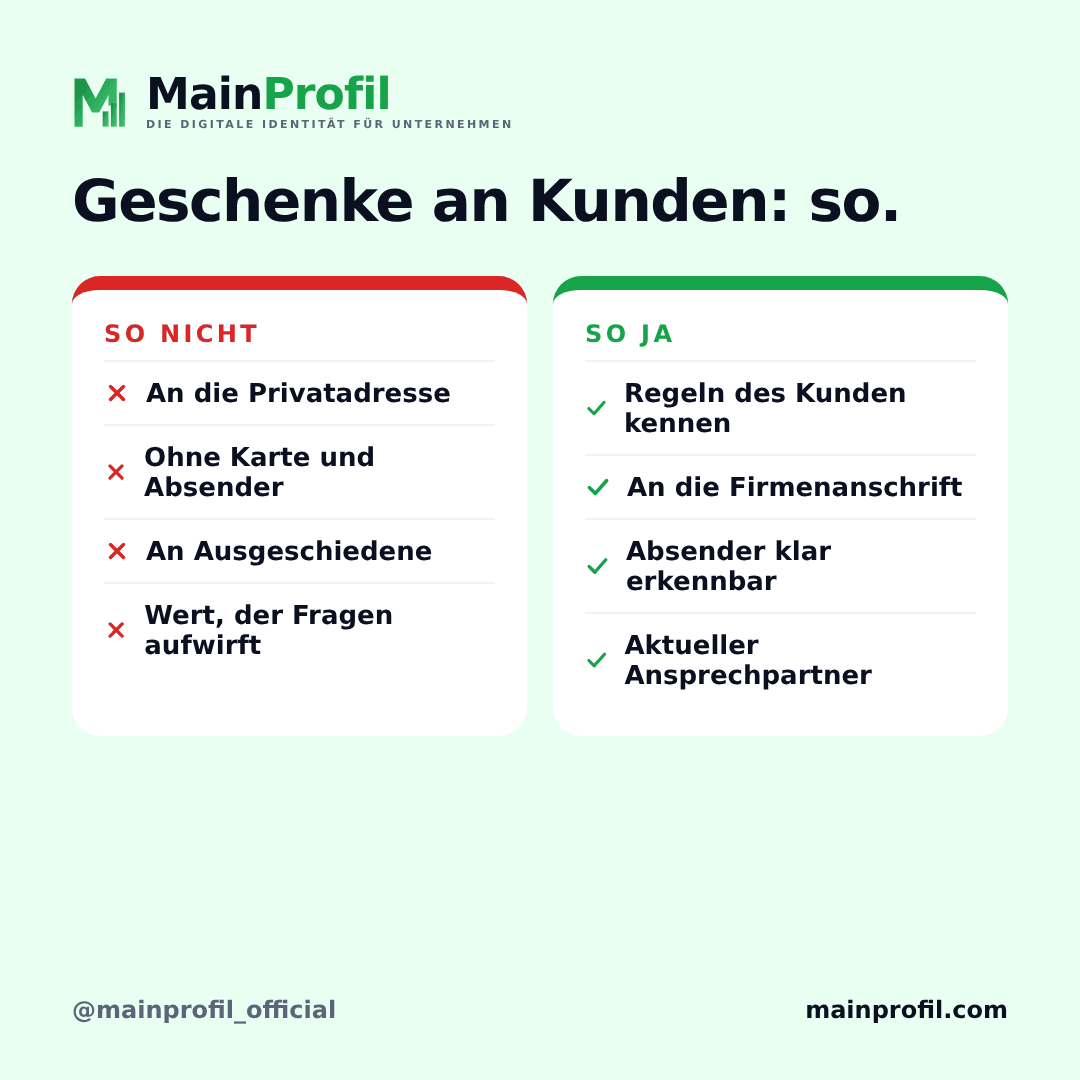 MainProfil
DIE DIGITALE IDENTITÄT FÜR UNTERNEHMEN
Geschenke an Kunden: so.
SO NICHT
An die Privatadresse
Ohne Karte und
Absender
An Ausgeschiedene
Wert, der Fragen
aufwirft
SO JA
Regeln des Kunden
kennen
An die Firmenanschrift
Absender klar
erkennbar
Aktueller
Ansprechpartner
@mainprofil_official
mainprofil.com